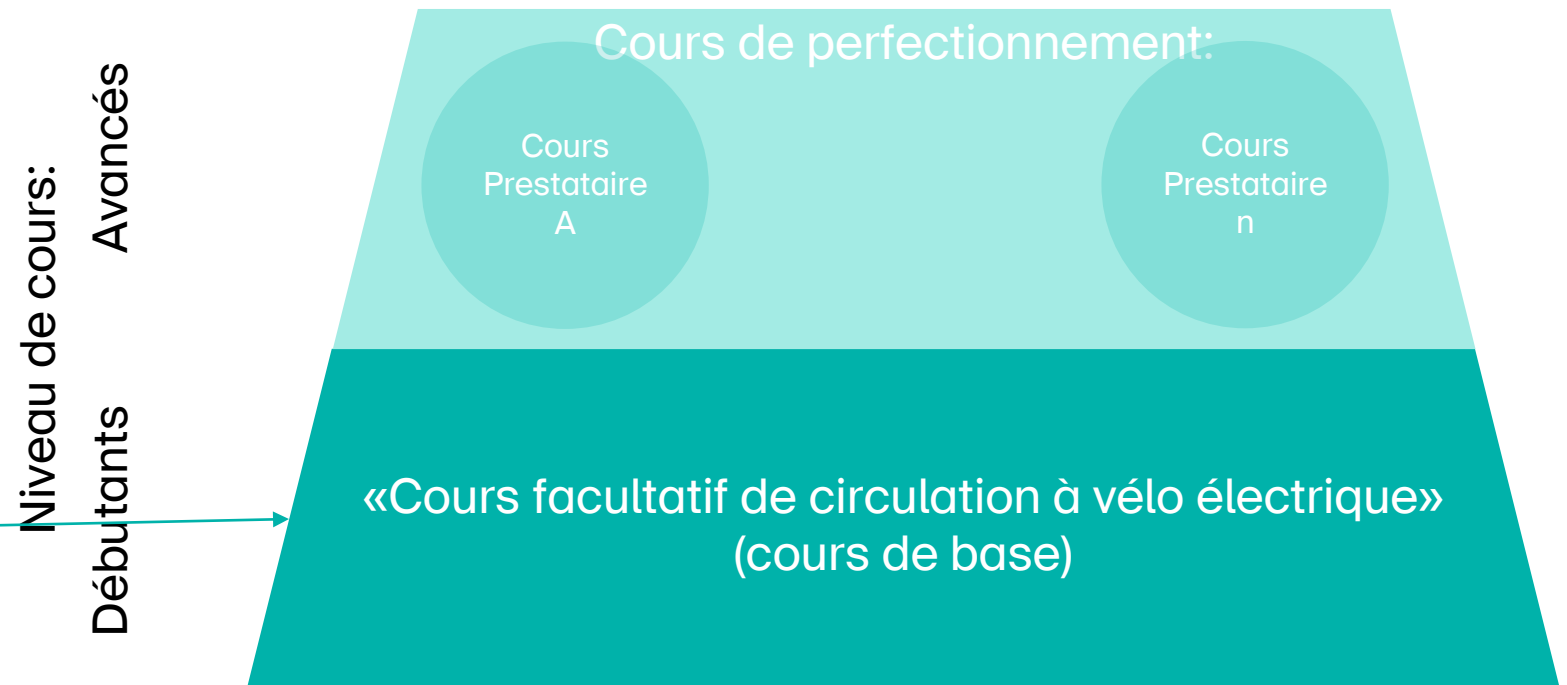 Niveau de cours:
Avancés
Débutants
Cours de perfectionnement:
Cours
Prestataire
A
Cours
Prestataire
n
«Cours facultatif de circulation à vélo électrique»
(cours de base)